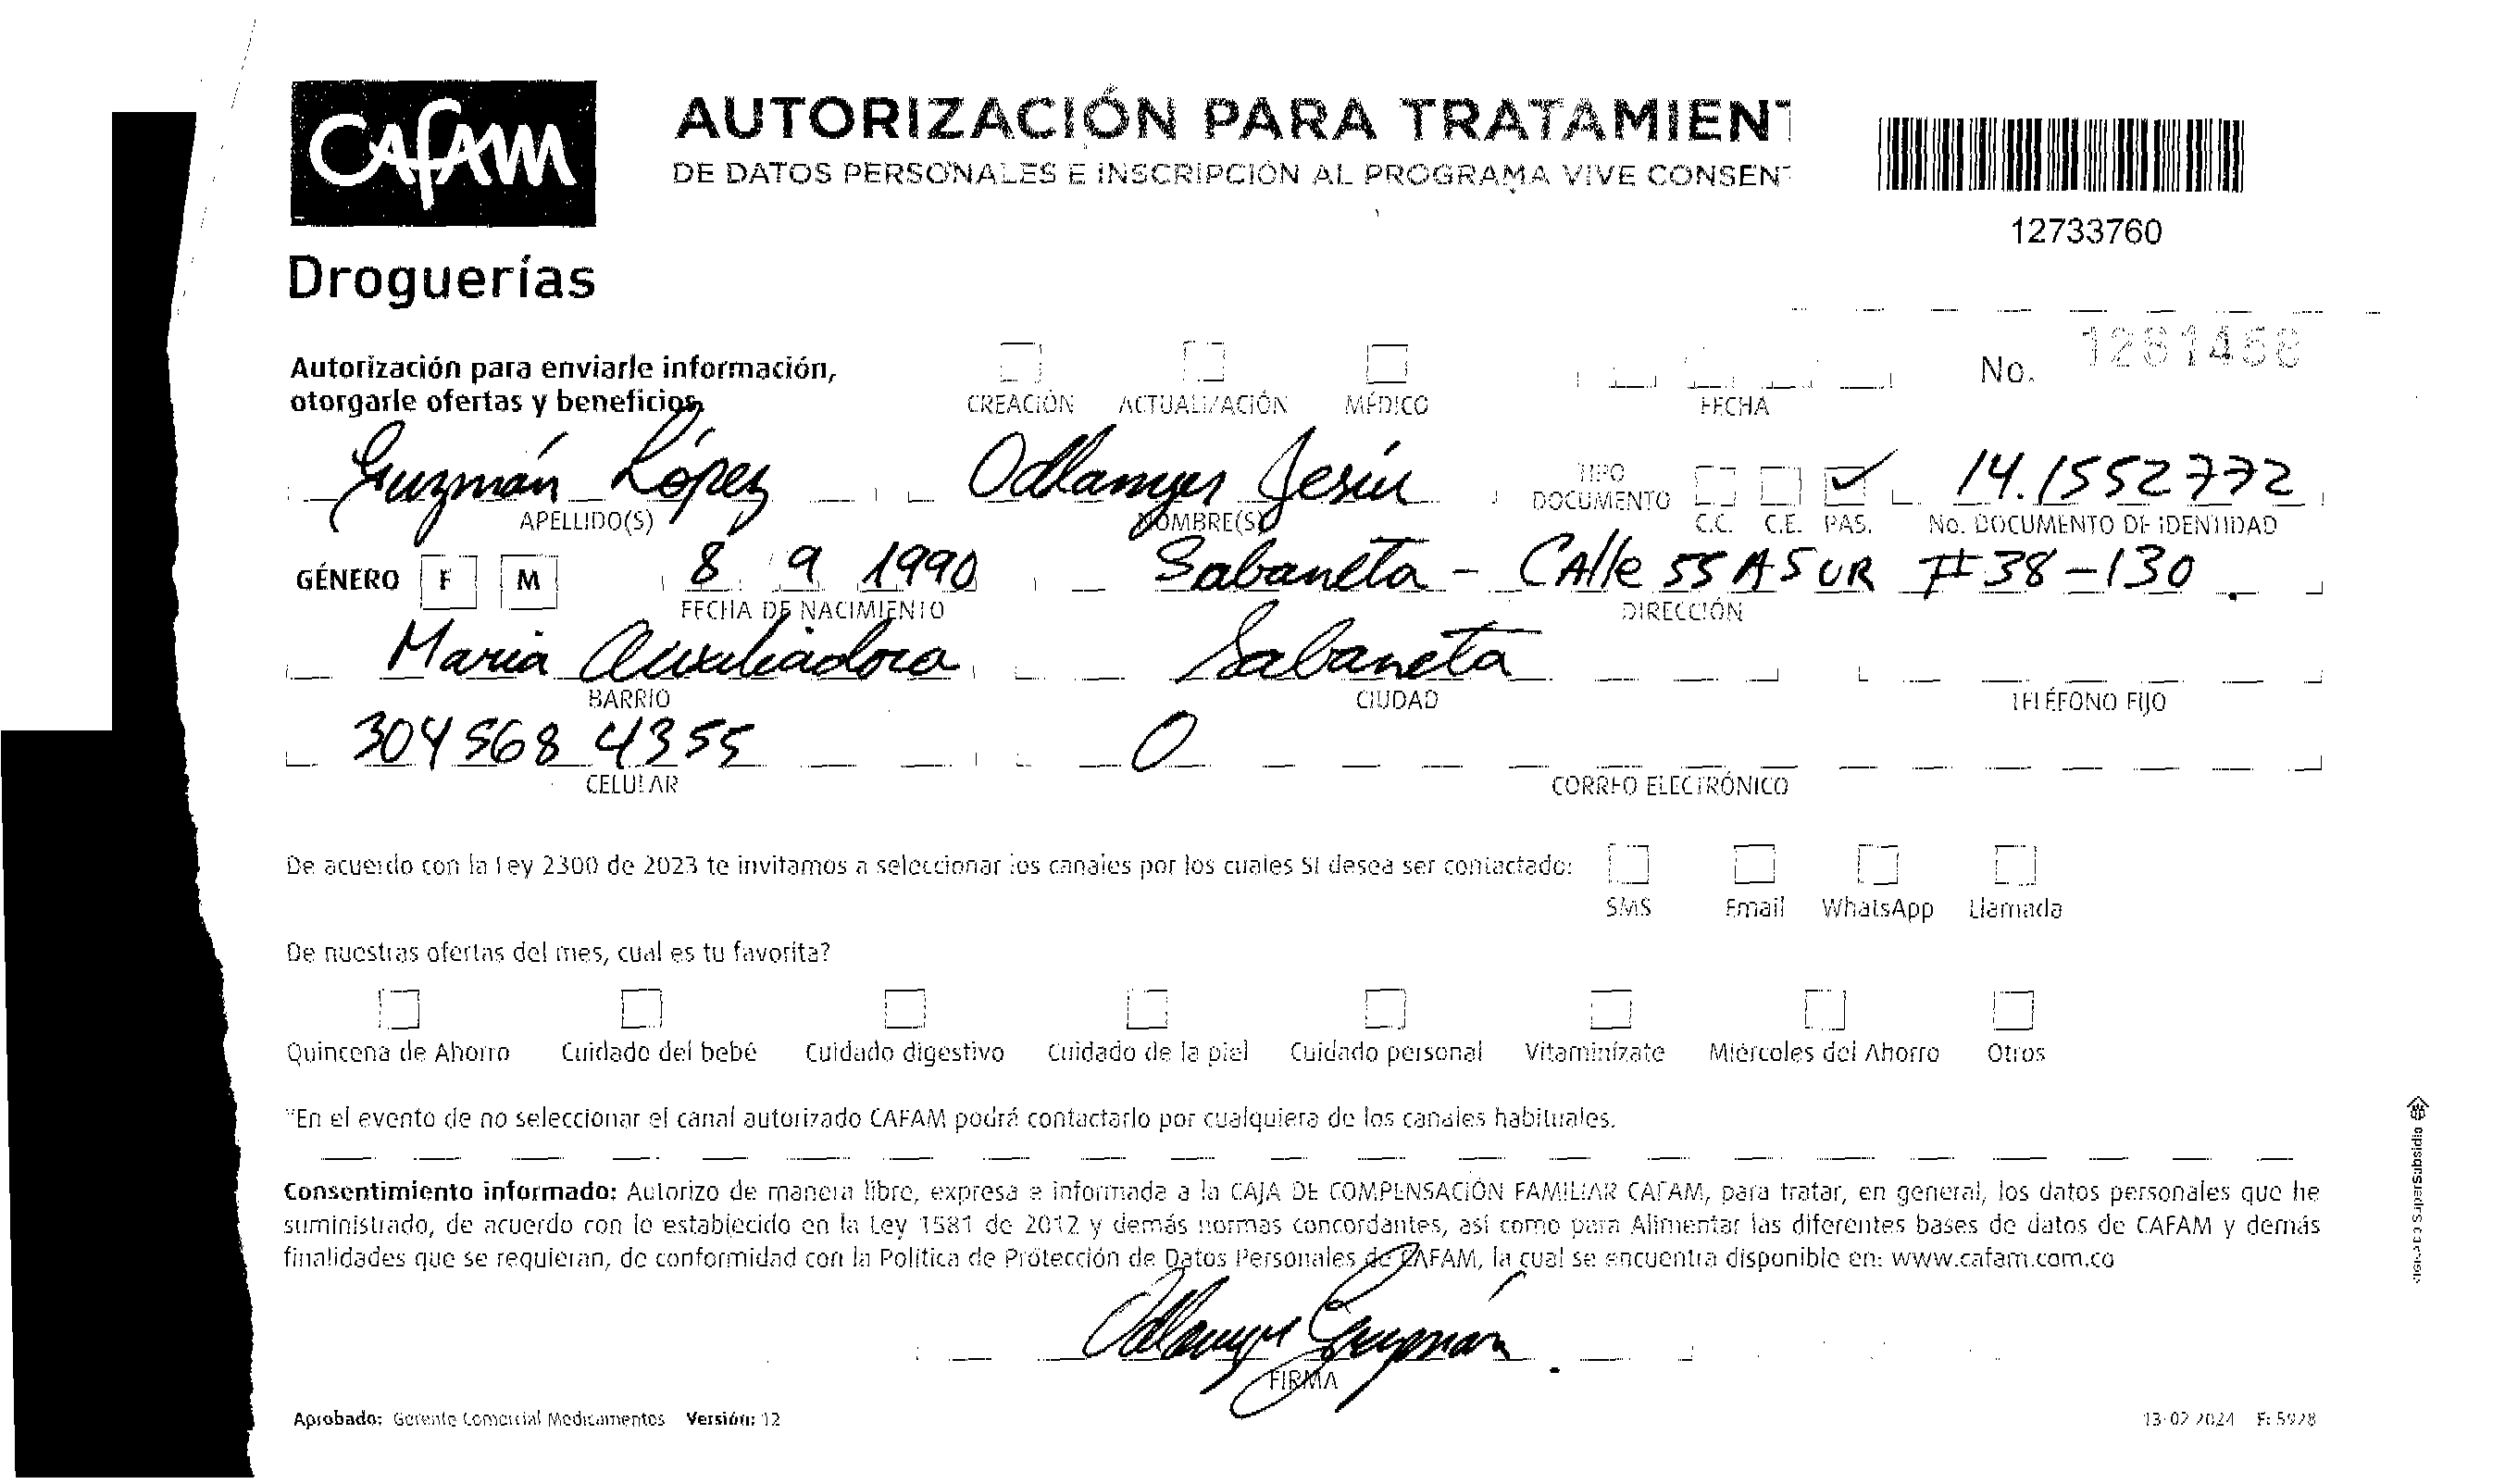 CAFAM
AUTORIZACIÓN PARA TRATAMIENT
DE DATOS PERSONALES E INSCRIPCIÓN AL PROGRAMA VIVE CONSEN
12733760
Droguerías
Autorización para enviarle información,
otorgarle ofertas y beneficios
CREACIÓN ACTUALIZACIÓN MÉDICO FECHA
No. 1281468
Guzmán López Odlamyer Jesús 14.1552772
APELLIDO(S) NOMBRE(S) TIPO DOCUMENTO C.C. C.E. PAS. No. DOCUMENTO DE IDENTIDAD
GÉNERO F M 8 9 1990 Sabaneta - CAlle 55 A SUR #38-130.
FECHA DE NACIMIENTO DIRECCIÓN
Maria Auxiliadora Sabaneta
BARRIO CIUDAD TELÉFONO FIJO
304 568 4355 0
CELULAR CORREO ELECTRÓNICO
De acuerdo con la Ley 2300 de 2023 te invitamos a seleccionar los canales por los cuales SI desea ser contactado:
SMS Email WhatsApp Llamada
De nuestras ofertas del mes, cual es tu favorita?
Quincena de Ahorro Cuidado del bebé Cuidado digestivo Cuidado de la piel Cuidado personal Vitaminízate Miércoles del Ahorro Otros
"En el evento de no seleccionar el canal autorizado CAFAM podrá contactarlo por cualquiera de los canales habituales.
Consentimiento informado: Autorizo de manera libre, expresa e informada a la CAJA DE COMPENSACIÓN FAMILIAR CAFAM, para tratar, en general, los datos personales que he
suministrado, de acuerdo con lo establecido en la Ley 1581 de 2012 y demás normas concordantes, así como para Alimentar las diferentes bases de datos de CAFAM y demás
finalidades que se requieran, de conformidad con la Política de Protección de Datos Personales de CAFAM, la cual se encuentra disponible en: www.cafam.com.co
Odlamyer Guzmán
FIRMA
Aprobado: Gerente Comercial Medicamentos Versión: 12
13-02 2024 F: 5928
SuperSubsidio